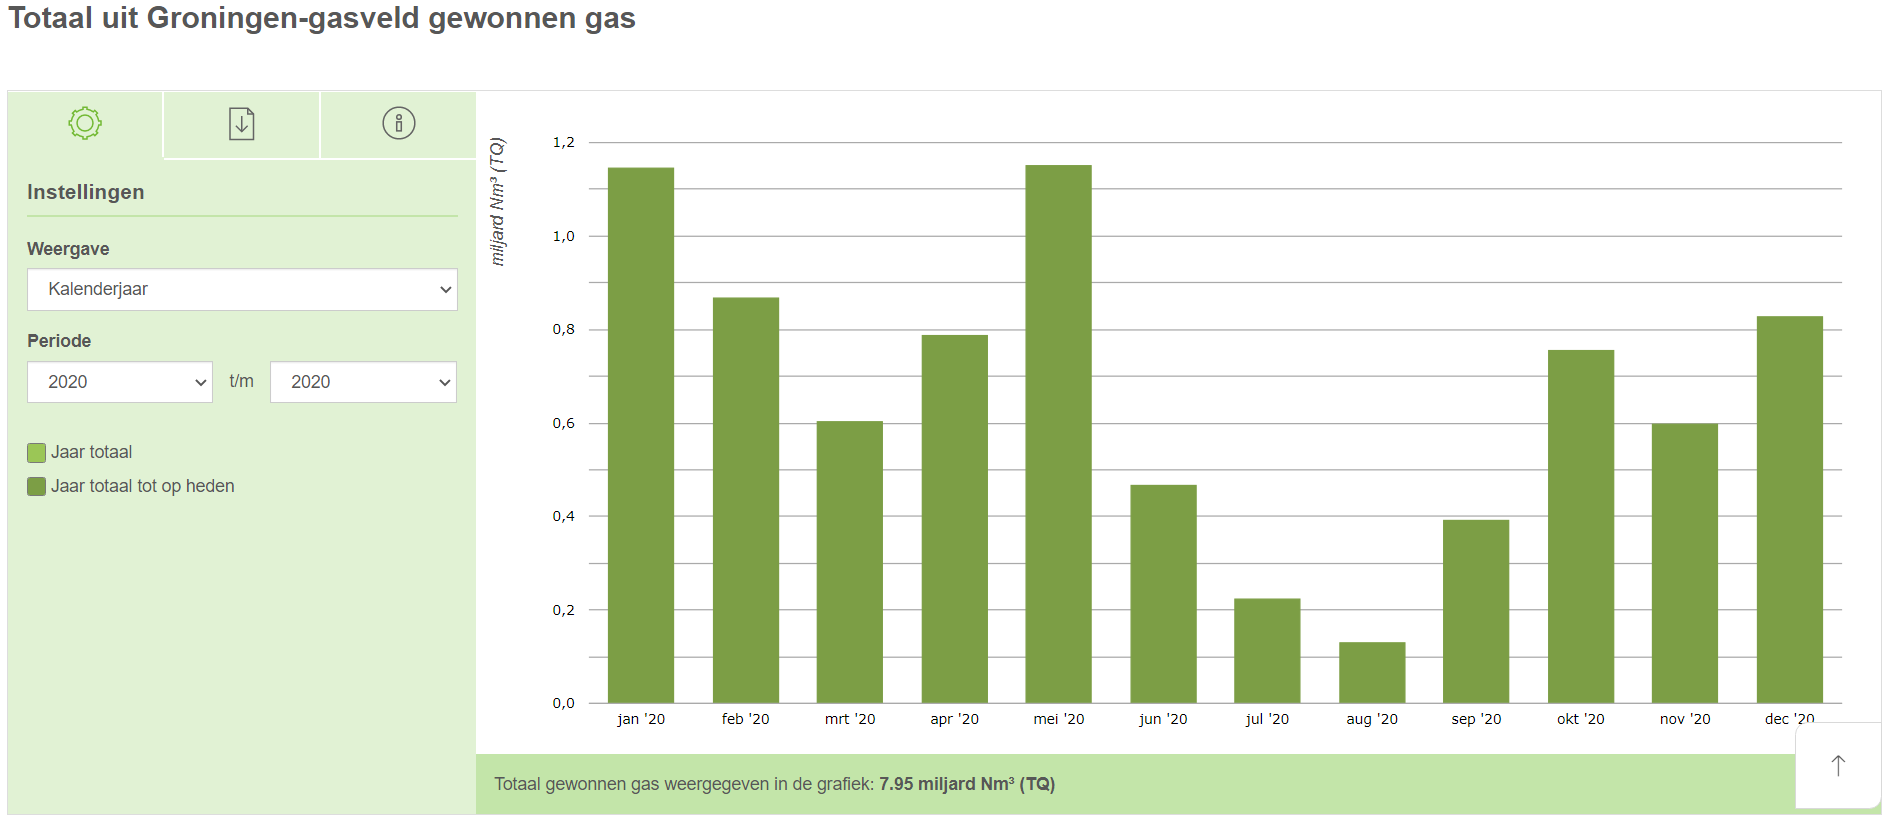 Totaal uit Groningen-gasveld gewonnen gas
Instellingen
Weergave
Kalenderjaar
Periode
2020 t/m 2020
Jaar totaal
Jaar totaal tot op heden
miljard Nm³ (TQ)
1,2
1,0
0,8
0,6
0,4
0,2
0,0
jan '20 feb '20 mrt '20 apr '20 mei '20 jun '20 jul '20 aug '20 sep '20 okt '20 nov '20 dec '20
Totaal gewonnen gas weergegeven in de grafiek: 7.95 miljard Nm³ (TQ)